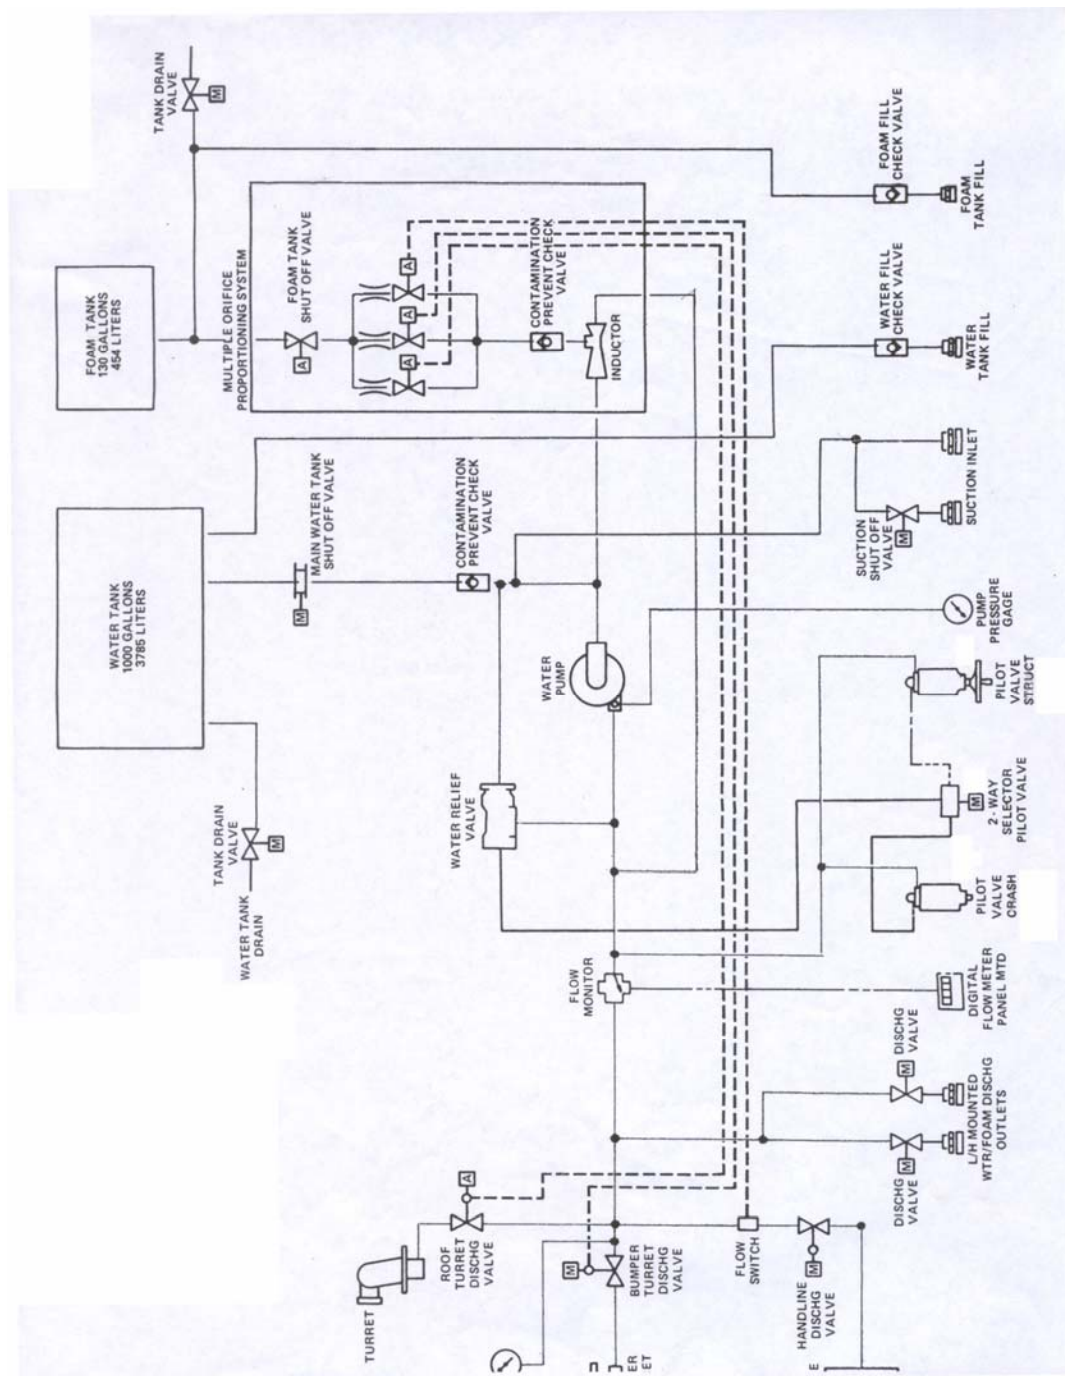 TANK DRAIN
VALVE
M
FOAM TANK
130 GALLONS
454 LITERS
MULTIPLE ORIFICE
PROPORTIONING SYSTEM
FOAM TANK
SHUT OFF VALVE
A
A
A
A
CONTAMINATION
PREVENT CHECK
VALVE
INDUCTOR
FOAM FILL
CHECK VALVE
FOAM
TANK FILL
WATER FILL
CHECK VALVE
WATER
TANK FILL
WATER TANK
1000 GALLONS
3785 LITERS
MAIN WATER TANK
SHUT OFF VALVE
M
CONTAMINATION
PREVENT CHECK
VALVE
SUCTION
SHUT OFF
VALVE
M
SUCTION INLET
WATER
PUMP
PUMP
PRESSURE
GAGE
TANK DRAIN
VALVE
M
WATER TANK
DRAIN
WATER RELIEF
VALVE
PILOT
VALVE
STRUCT
2-WAY
SELECTOR
PILOT VALVE
M
PILOT
VALVE
CRASH
FLOW
MONITOR
DIGITAL
FLOW METER
PANEL MTD
DISCHG
VALVE
M
L/H MOUNTED
WTR/FOAM DISCHG
OUTLETS
DISCHG
VALVE
M
TURRET
ROOF
TURRET
DISCHG
VALVE
A
M
BUMPER
TURRET
DISCHG
VALVE
FLOW
SWITCH
HANDLINE
DISCHG
VALVE
M
ER
ET
E